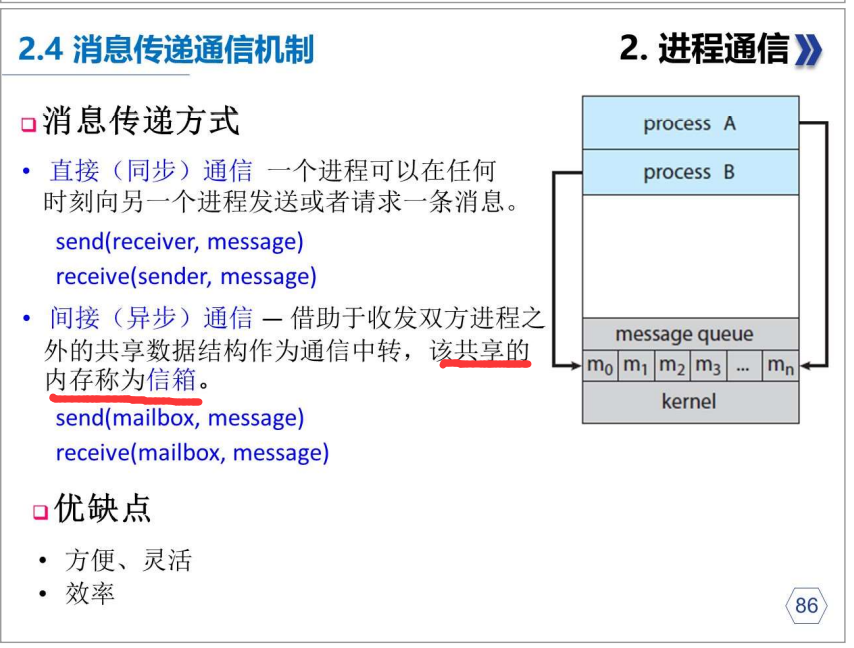 2.4 消息传递通信机制
2. 进程通信
消息传递方式
• 直接（同步）通信 一个进程可以在任何
时刻向另一个进程发送或者请求一条消息。
send(receiver, message)
receive(sender, message)
• 间接（异步）通信 — 借助于收发双方进程之
外的共享数据结构作为通信中转，该共享的
内存称为信箱。
send(mailbox, message)
receive(mailbox, message)
优缺点
• 方便、灵活
• 效率
process A
process B
message queue
m0 m1 m2 m3 ... mn
kernel
86